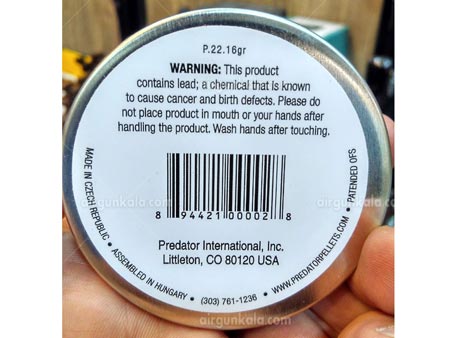 P.22.16gr
WARNING: This product
contains lead; a chemical that is known
to cause cancer and birth defects. Please do
not place product in mouth or your hands after
handling the product. Wash hands after touching.
8 94421 00002 8
Predator International, Inc.
Littleton, CO 80120 USA
MADE IN CZECH REPUBLIC • ASSEMBLED IN HUNGARY • (303) 761-1236 • WWW.PREDATORPELLETS.COM • PATENTED OFS
airgunkala.com
airgunkala.com
airgunkala.com
airgunkala.com